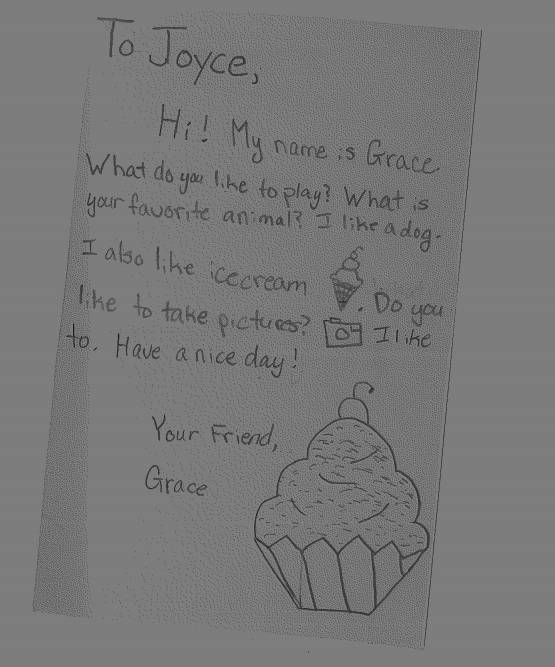 To Joyce,
Hi! My name is Grace.
What do you like to play? What is
your favorite animal? I like a dog.
I also like icecream . Do you
like to take pictures? I like
to. Have a nice day!
Your Friend,
Grace